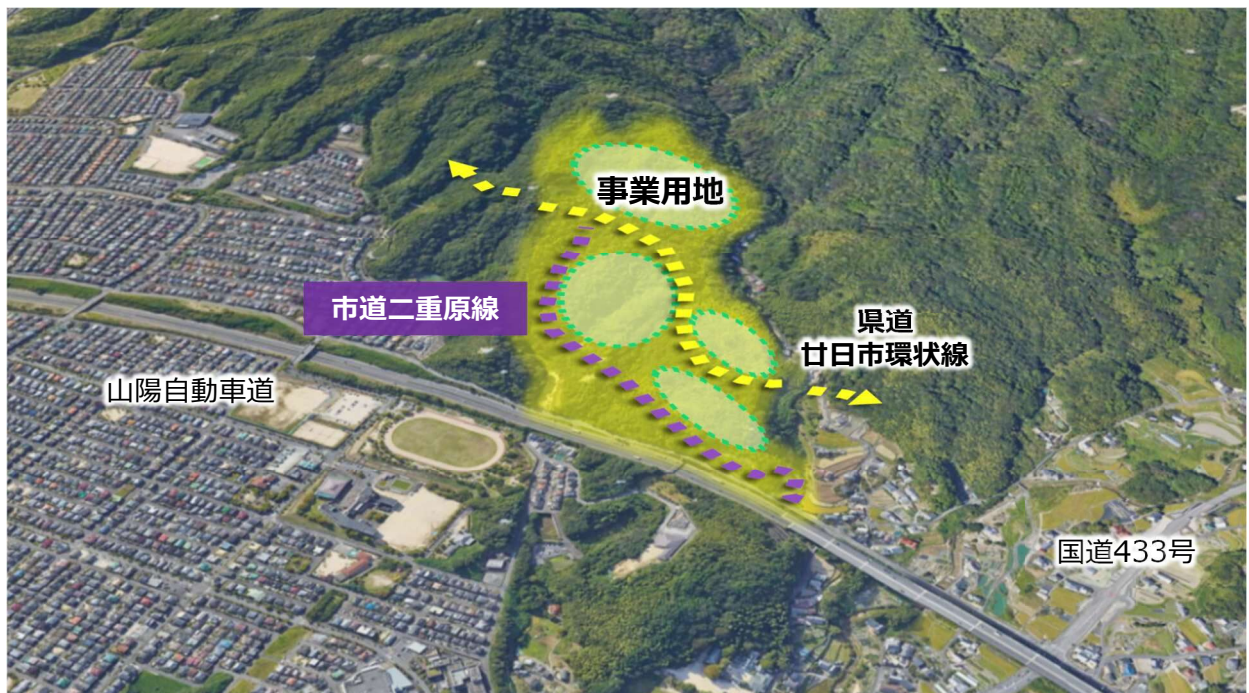 事業用地
市道二重原線
県道
廿日市環状線
山陽自動車道
国道433号